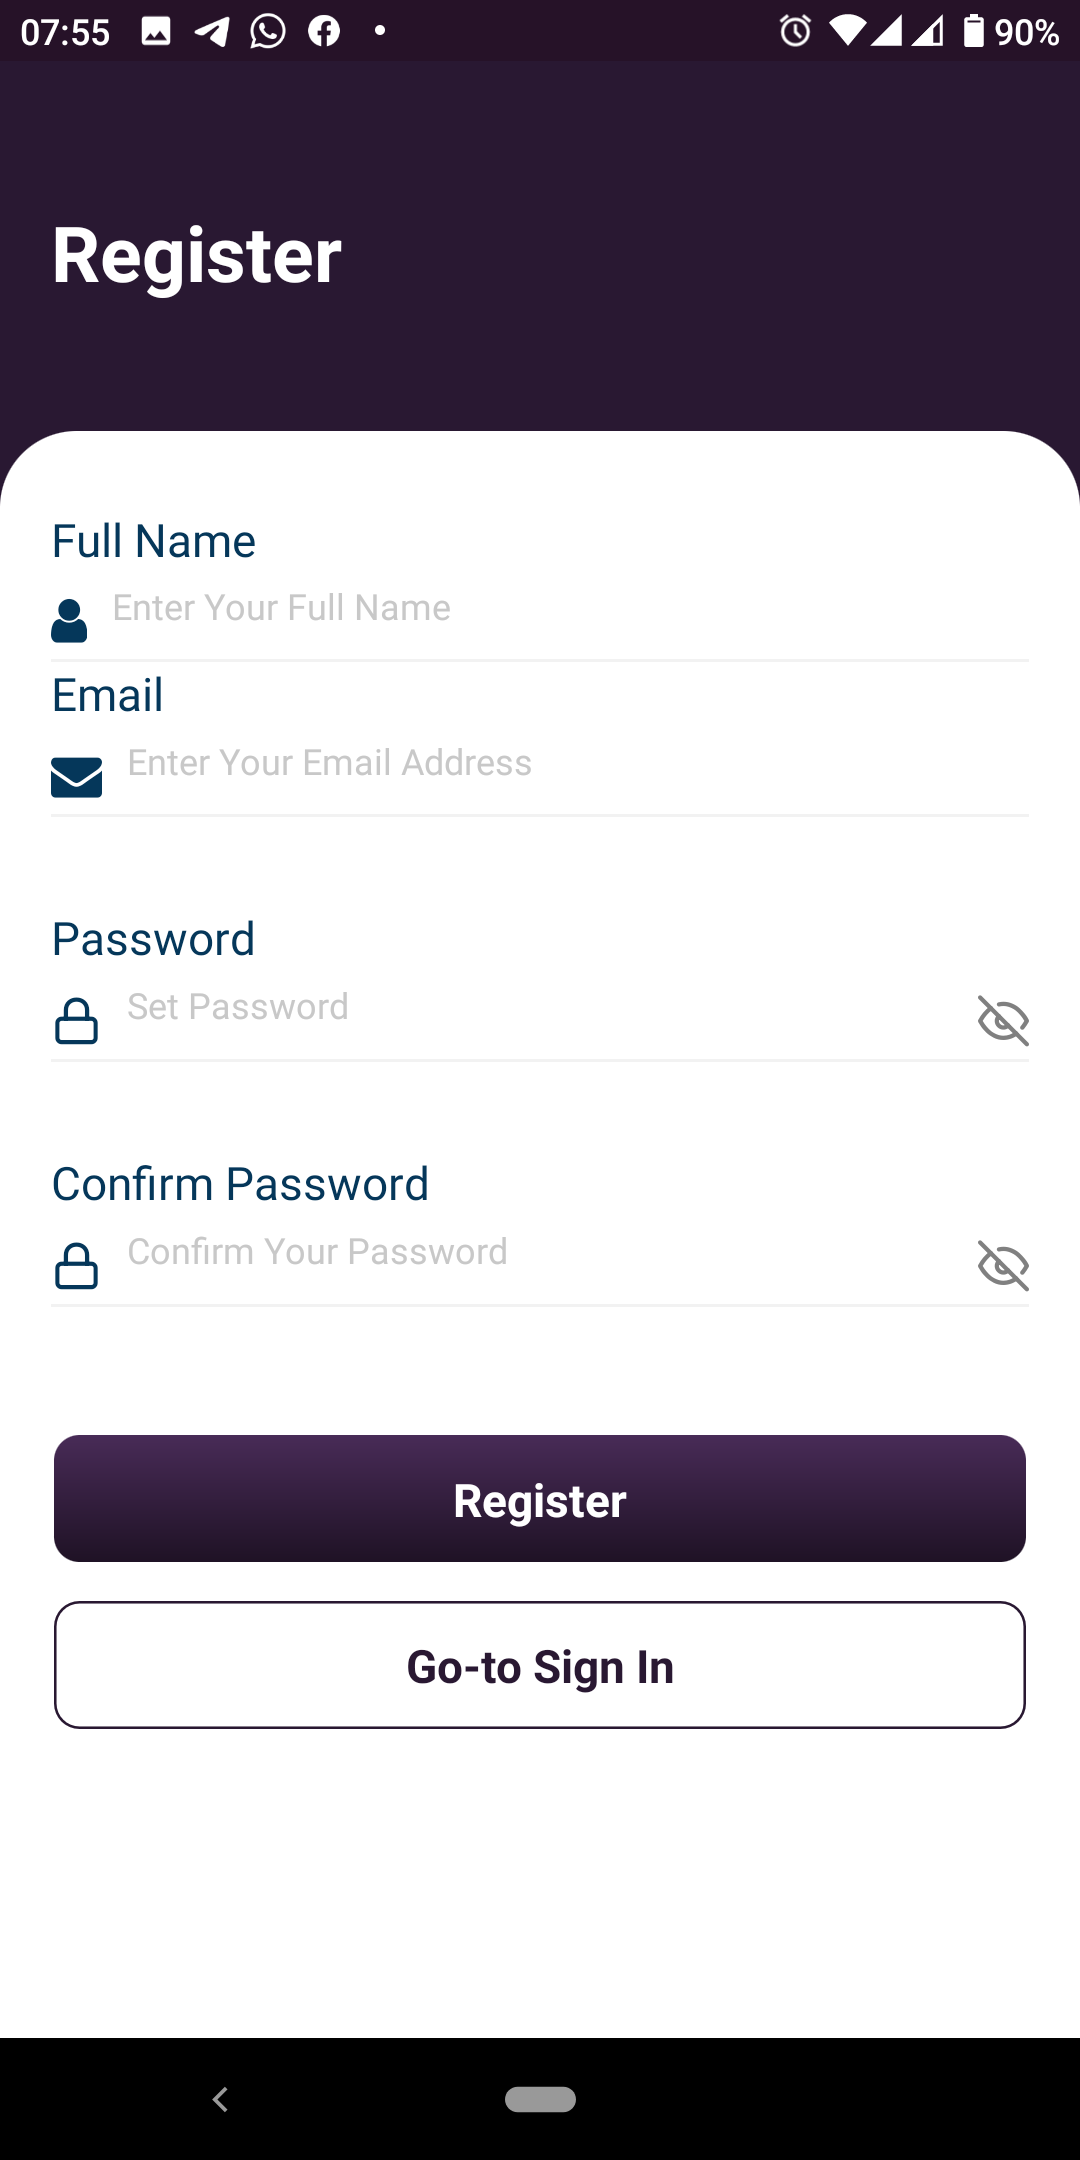 07:55 90%
Register
Full Name
Enter Your Full Name
Email
Enter Your Email Address
Password
Set Password
Confirm Password
Confirm Your Password
Register
Go-to Sign In